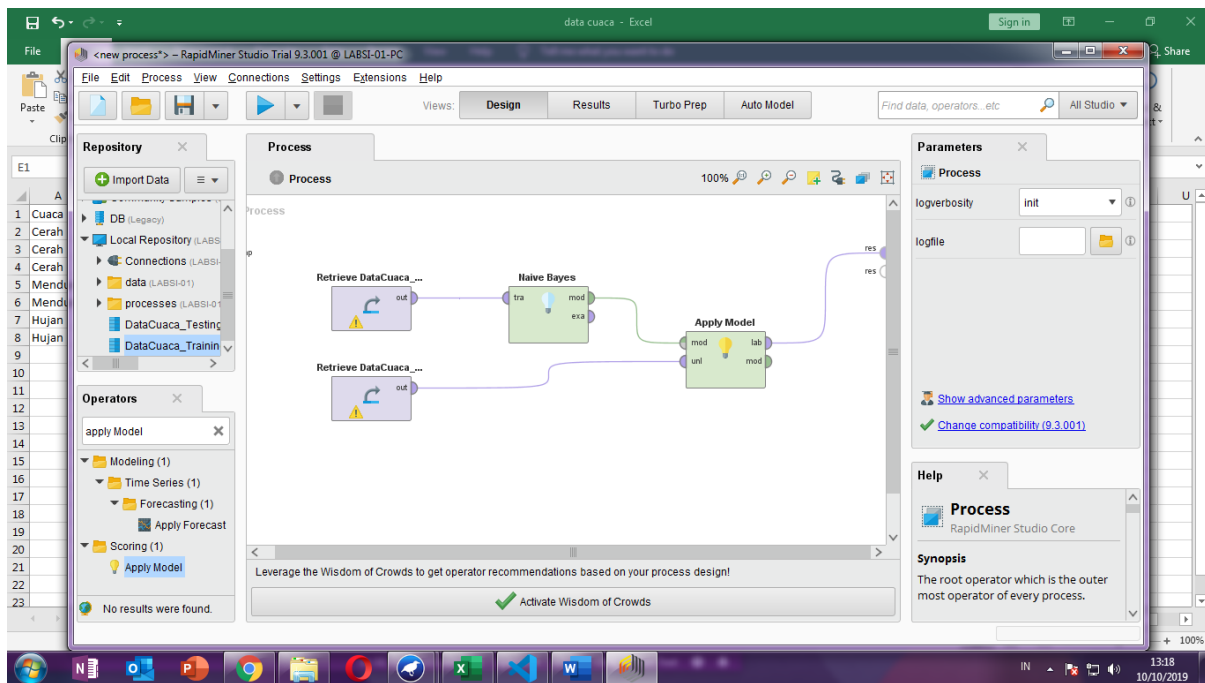 data cuaca - Excel
Sign in
File
Share
<new process*> – RapidMiner Studio Trial 9.3.001 @ LABSI-01-PC
File Edit Process View Connections Settings Extensions Help
Views: Design Results Turbo Prep Auto Model
Find data, operators...etc
All Studio
Paste
Clip
E1
A
U
1 Cuaca
2 Cerah
3 Cerah
4 Cerah
5 Mendu
6 Mendu
7 Hujan
8 Hujan
9
10
11
12
13
14
15
16
17
18
19
20
21
22
23
Repository
Import Data
DB (Legacy)
Local Repository (LABS
Connections (LABSI-
data (LABSI-01)
processes (LABSI-01
DataCuaca_Testing
DataCuaca_Trainin
Operators
apply Model
Modeling (1)
Time Series (1)
Forecasting (1)
Apply Forecast
Scoring (1)
Apply Model
No results were found.
Process
Process
100%
Process
Retrieve DataCuaca_...
out
Naive Bayes
tra mod
exa
Retrieve DataCuaca_...
out
Apply Model
mod lab
unl mod
res
res
Leverage the Wisdom of Crowds to get operator recommendations based on your process design!
Activate Wisdom of Crowds
Parameters
Process
logverbosity init
logfile
Show advanced parameters
Change compatibility (9.3.001)
Help
Process
RapidMiner Studio Core
Synopsis
The root operator which is the outer
most operator of every process.
100%
IN
13:18
10/10/2019